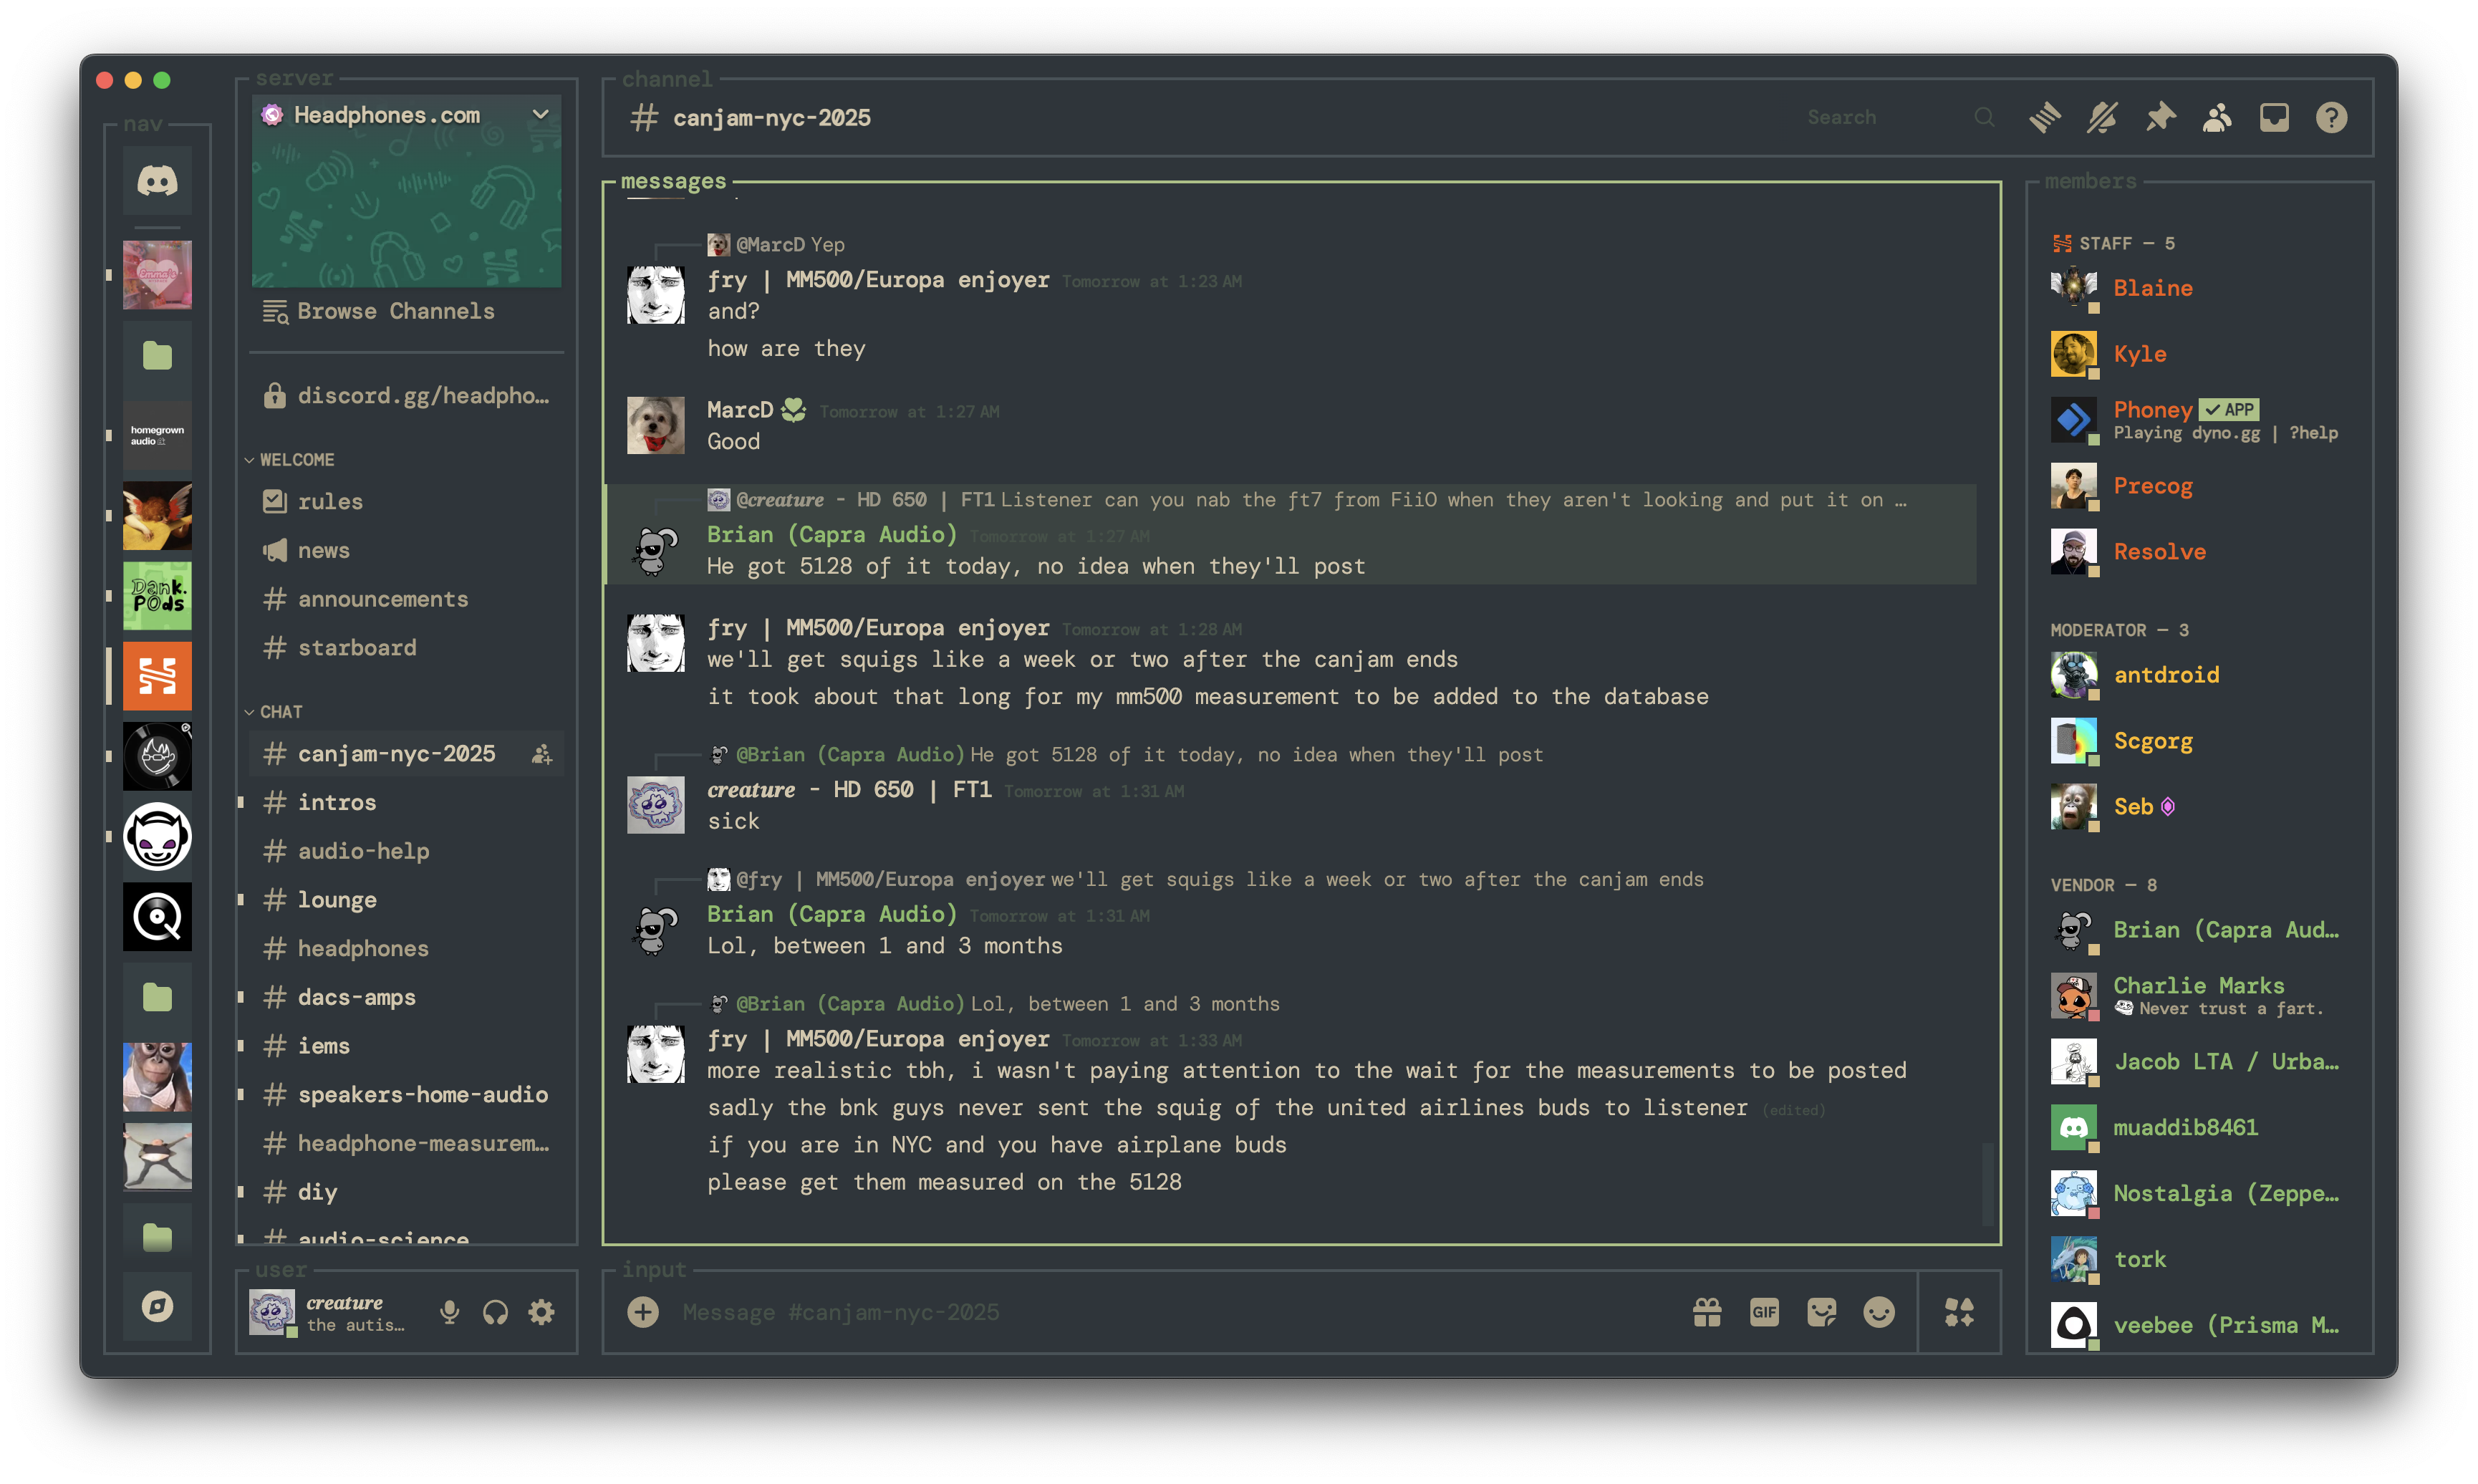 nav
homegrown
audio
Dank.
PODs
server
Headphones.com
Browse Channels
discord.gg/headpho…
WELCOME
rules
news
# announcements
# starboard
CHAT
# canjam-nyc-2025
# intros
# audio-help
# lounge
# headphones
# dacs-amps
# iems
# speakers-home-audio
# headphone-measurem…
# diy
# audio-science
user
creature
the autis…
channel
# canjam-nyc-2025
Search
messages
@MarcD Yep
fry | MM500/Europa enjoyer Tomorrow at 1:23 AM
and?
how are they
MarcD Tomorrow at 1:27 AM
Good
@creature - HD 650 | FT1 Listener can you nab the ft7 from FiiO when they aren't looking and put it on …
Brian (Capra Audio) Tomorrow at 1:27 AM
He got 5128 of it today, no idea when they'll post
fry | MM500/Europa enjoyer Tomorrow at 1:28 AM
we'll get squigs like a week or two after the canjam ends
it took about that long for my mm500 measurement to be added to the database
@Brian (Capra Audio) He got 5128 of it today, no idea when they'll post
creature - HD 650 | FT1 Tomorrow at 1:31 AM
sick
@fry | MM500/Europa enjoyer we'll get squigs like a week or two after the canjam ends
Brian (Capra Audio) Tomorrow at 1:31 AM
Lol, between 1 and 3 months
@Brian (Capra Audio) Lol, between 1 and 3 months
fry | MM500/Europa enjoyer Tomorrow at 1:33 AM
more realistic tbh, i wasn't paying attention to the wait for the measurements to be posted
sadly the bnk guys never sent the squig of the united airlines buds to listener (edited)
if you are in NYC and you have airplane buds
please get them measured on the 5128
input
Message #canjam-nyc-2025
GIF
members
STAFF — 5
Blaine
Kyle
Phoney ✓ APP
Playing dyno.gg | ?help
Precog
Resolve
MODERATOR — 3
antdroid
Scgorg
Seb
VENDOR — 8
Brian (Capra Aud…
Charlie Marks
Never trust a fart.
Jacob LTA / Urba…
muaddib8461
Nostalgia (Zeppe…
tork
veebee (Prisma M…